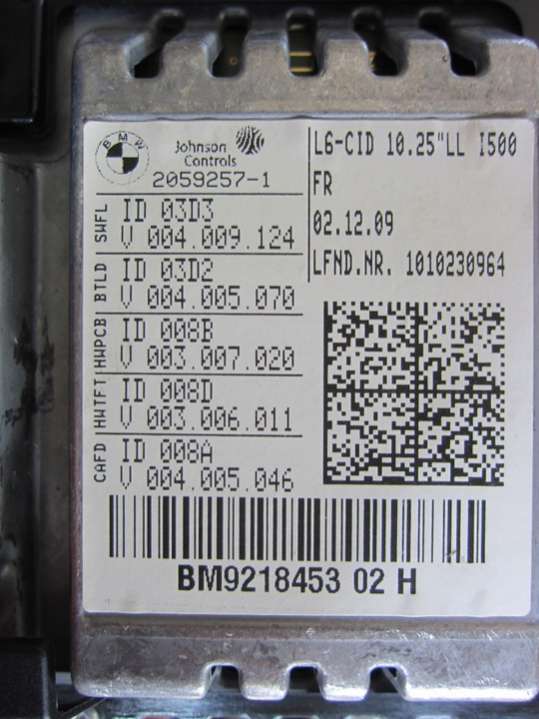 BMW
Johnson
Controls
2059257-1
L6-CID 10.25"LL I500
FR
02.12.09
LFND.NR. 1010230964
SWFL
ID 03D3
V 004.009.124
BTLD
ID 03D2
V 004.005.070
HWPCB
ID 008B
V 003.007.020
HWTFT
ID 008D
V 003.006.011
CAFD
ID 008A
V 004.005.046
BM9218453 02 H